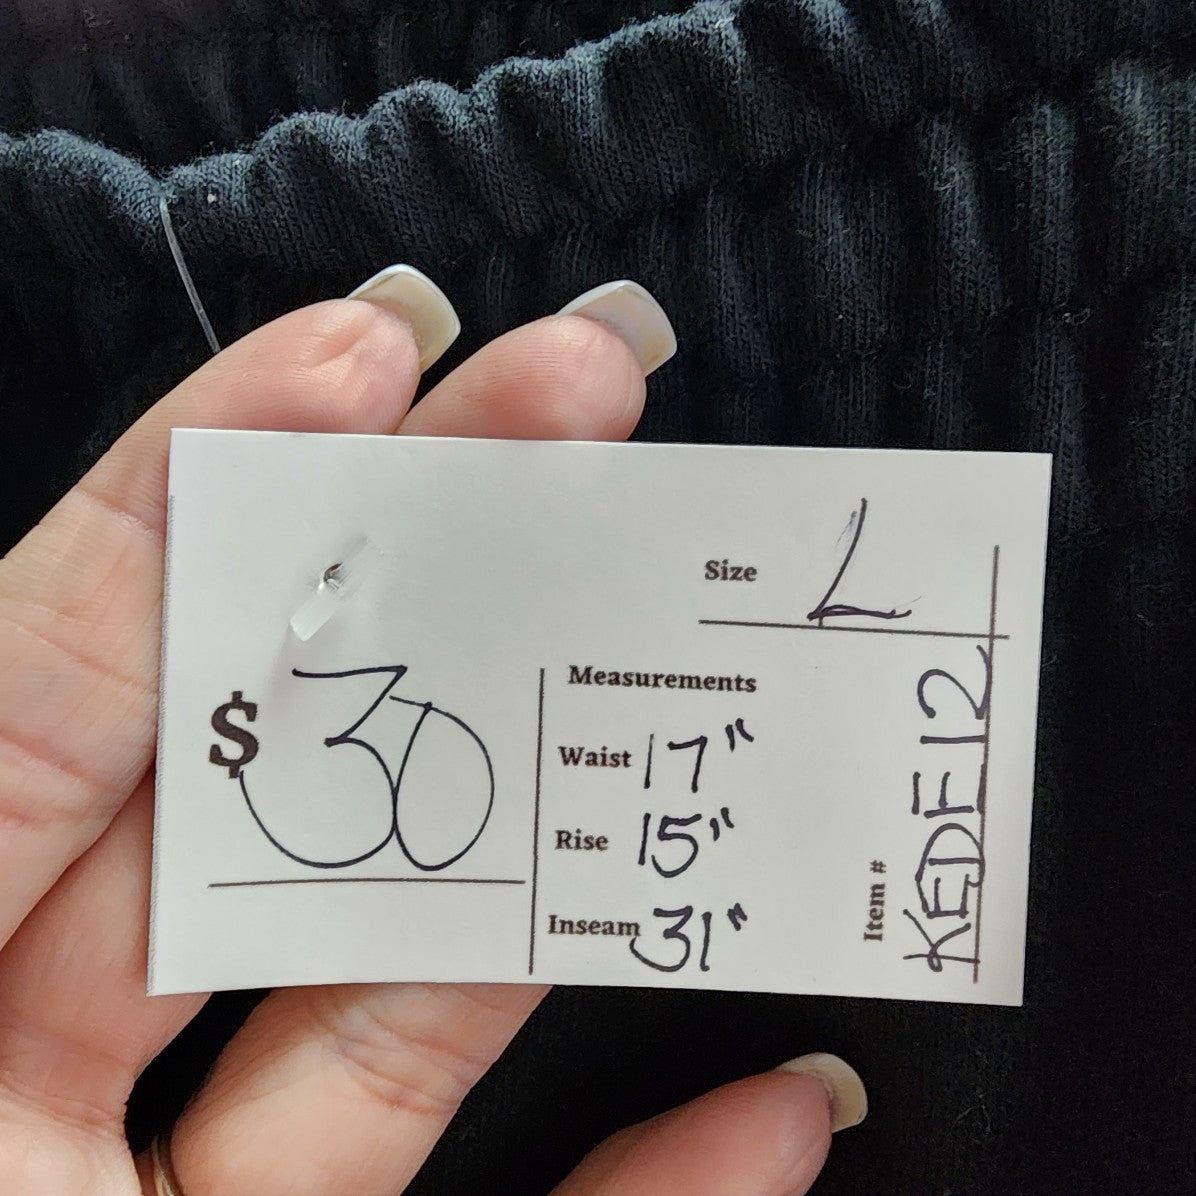 Size L
$30
Measurements
Waist 17"
Rise 15"
Inseam 31"
Item # KEDE12